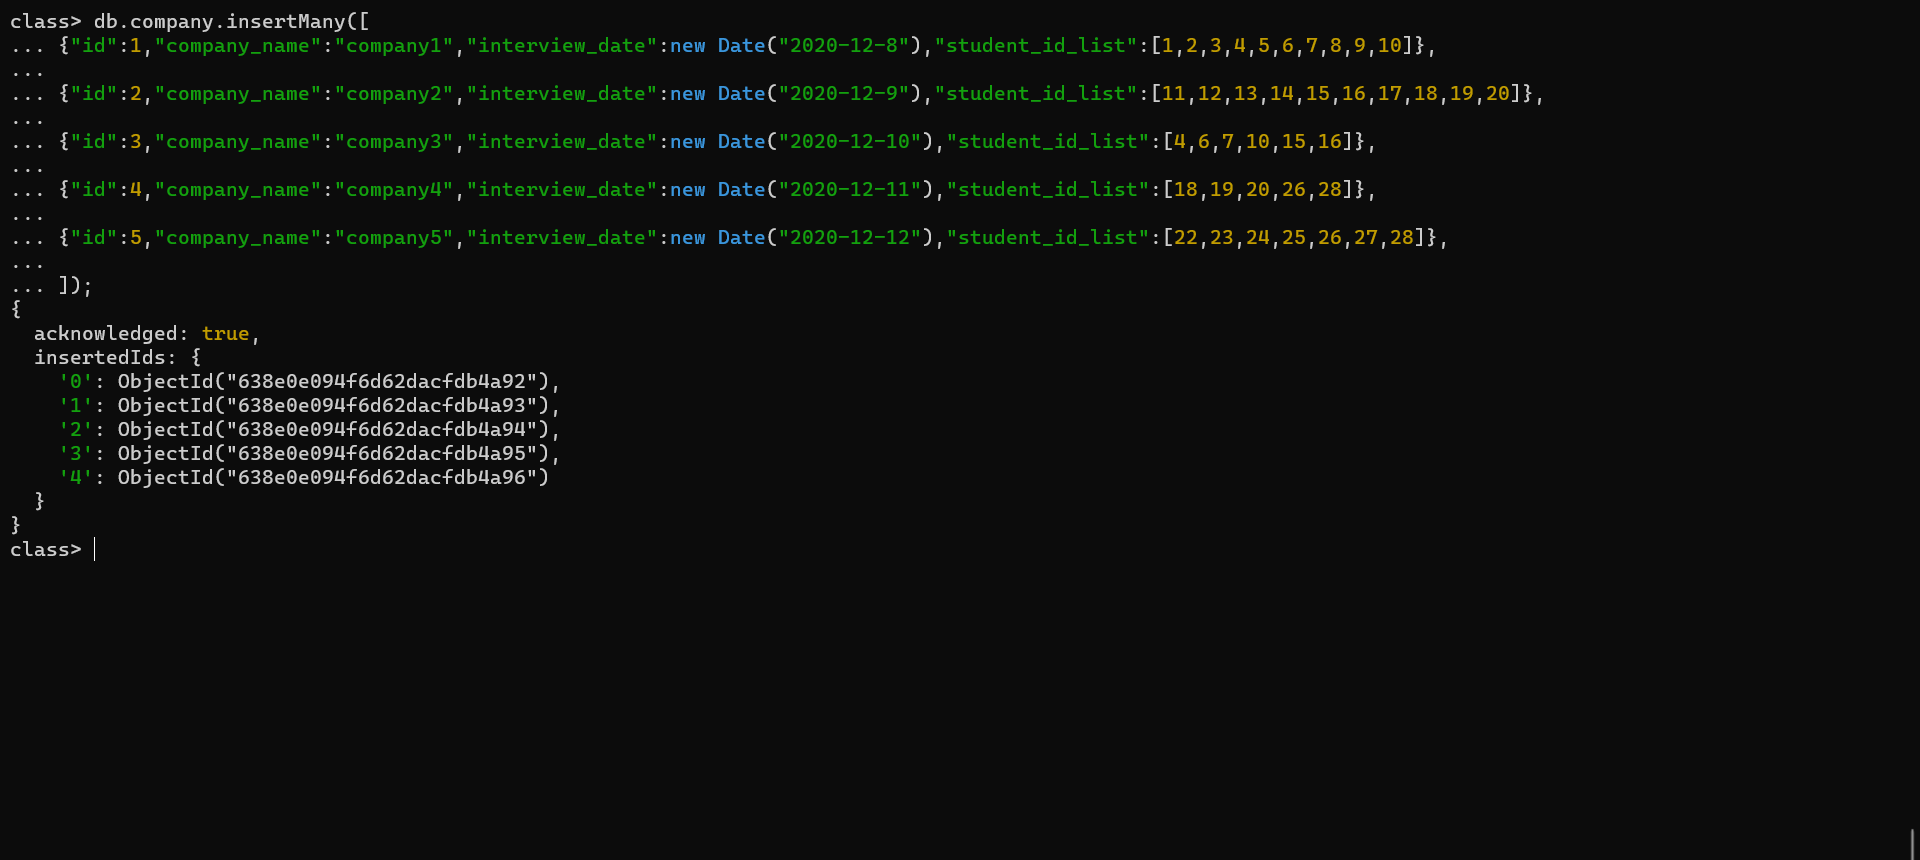 class> db.company.insertMany([
... {"id":1,"company_name":"company1","interview_date":new Date("2020-12-8"),"student_id_list":[1,2,3,4,5,6,7,8,9,10]},
...
... {"id":2,"company_name":"company2","interview_date":new Date("2020-12-9"),"student_id_list":[11,12,13,14,15,16,17,18,19,20]},
...
... {"id":3,"company_name":"company3","interview_date":new Date("2020-12-10"),"student_id_list":[4,6,7,10,15,16]},
...
... {"id":4,"company_name":"company4","interview_date":new Date("2020-12-11"),"student_id_list":[18,19,20,26,28]},
...
... {"id":5,"company_name":"company5","interview_date":new Date("2020-12-12"),"student_id_list":[22,23,24,25,26,27,28]},
...
... ]);
{
  acknowledged: true,
  insertedIds: {
    '0': ObjectId("638e0e094f6d62dacfdb4a92"),
    '1': ObjectId("638e0e094f6d62dacfdb4a93"),
    '2': ObjectId("638e0e094f6d62dacfdb4a94"),
    '3': ObjectId("638e0e094f6d62dacfdb4a95"),
    '4': ObjectId("638e0e094f6d62dacfdb4a96")
  }
}
class>